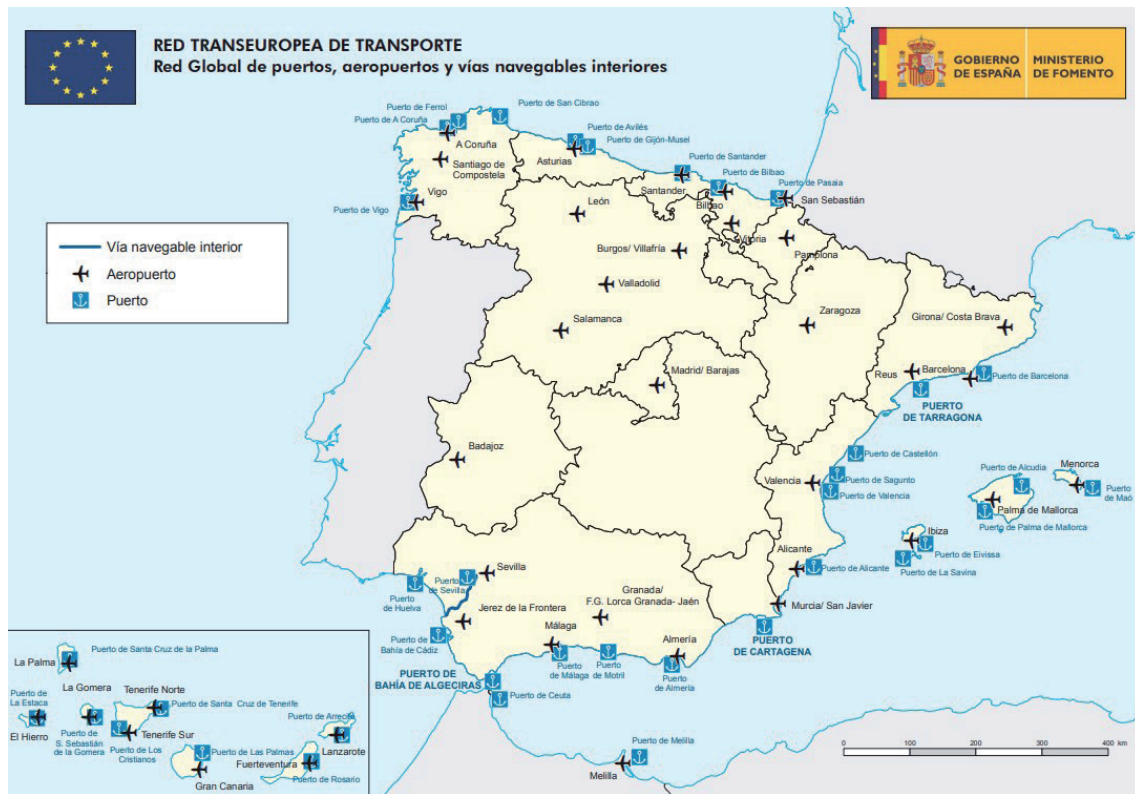 RED TRANSEUROPEA DE TRANSPORTE
Red Global de puertos, aeropuertos y vías navegables interiores
GOBIERNO
DE ESPAÑA
MINISTERIO
DE FOMENTO
Vía navegable interior
Aeropuerto
Puerto
Puerto de Ferrol
Puerto de A Coruña
Puerto de San Cibrao
A Coruña
Santiago de
Compostela
Vigo
Puerto de Vigo
Puerto de Avilés
Puerto de Gijón-Musel
Asturias
Puerto de Santander
Santander
Puerto de Bilbao
Bilbao
Puerto de Pasaia
San Sebastián
Vitoria
Pamplona
León
Burgos/ Villafría
Valladolid
Salamanca
Zaragoza
Girona/ Costa Brava
Reus
Barcelona
Puerto de Barcelona
PUERTO
DE TARRAGONA
Madrid/ Barajas
Badajoz
Puerto de Castellón
Valencia
Puerto de Sagunto
Puerto de Valencia
Puerto de Alcudia
Menorca
Puerto
de Maó
Palma de Mallorca
Puerto de Palma de Mallorca
Ibiza
Puerto de Eivissa
Puerto de La Savina
Alicante
Puerto de Alicante
Murcia/ San Javier
PUERTO
DE CARTAGENA
Sevilla
Puerto
de Sevilla
Puerto
de Huelva
Jerez de la Frontera
Puerto de
Bahía de Cádiz
Granada/
F.G. Lorca Granada- Jaén
Málaga
Puerto
de Málaga
Puerto
de Motril
Almería
Puerto
de Almería
PUERTO DE
BAHÍA DE ALGECIRAS
Puerto de Ceuta
Puerto de Melilla
Melilla
La Palma
Puerto de Santa Cruz de la Palma
Puerto de
La Estaca
El Hierro
La Gomera
Puerto de
S. Sebastián
de la Gomera
Tenerife Norte
Puerto de Santa Cruz de Tenerife
Tenerife Sur
Puerto de Los
Cristianos
Puerto de Las Palmas
Gran Canaria
Puerto de Arrecife
Lanzarote
Fuerteventura
Puerto de Rosario
0 100 200 300 400 km